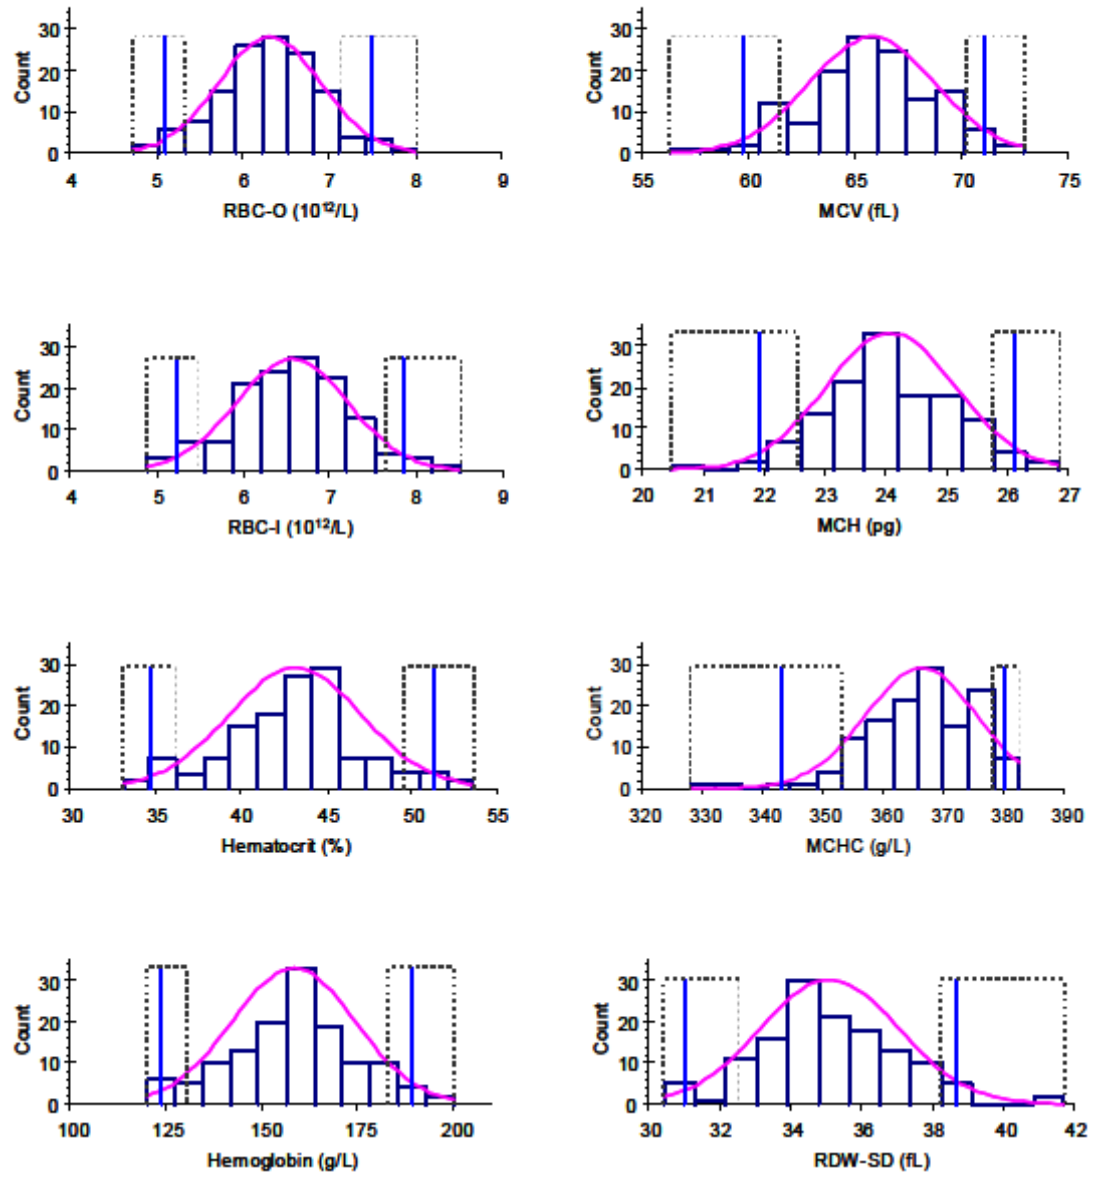 Count
30
20
10
0
4 5 6 7 8 9
RBC-O (10¹²/L)
Count
30
20
10
0
55 60 65 70 75
MCV (fL)
Count
30
20
10
0
4 5 6 7 8 9
RBC-I (10¹²/L)
Count
30
20
10
0
20 21 22 23 24 25 26 27
MCH (pg)
Count
30
20
10
0
30 35 40 45 50 55
Hematocrit (%)
Count
30
20
10
0
320 330 340 350 360 370 380 390
MCHC (g/L)
Count
30
20
10
0
100 125 150 175 200
Hemoglobin (g/L)
Count
30
20
10
0
30 32 34 36 38 40 42
RDW-SD (fL)